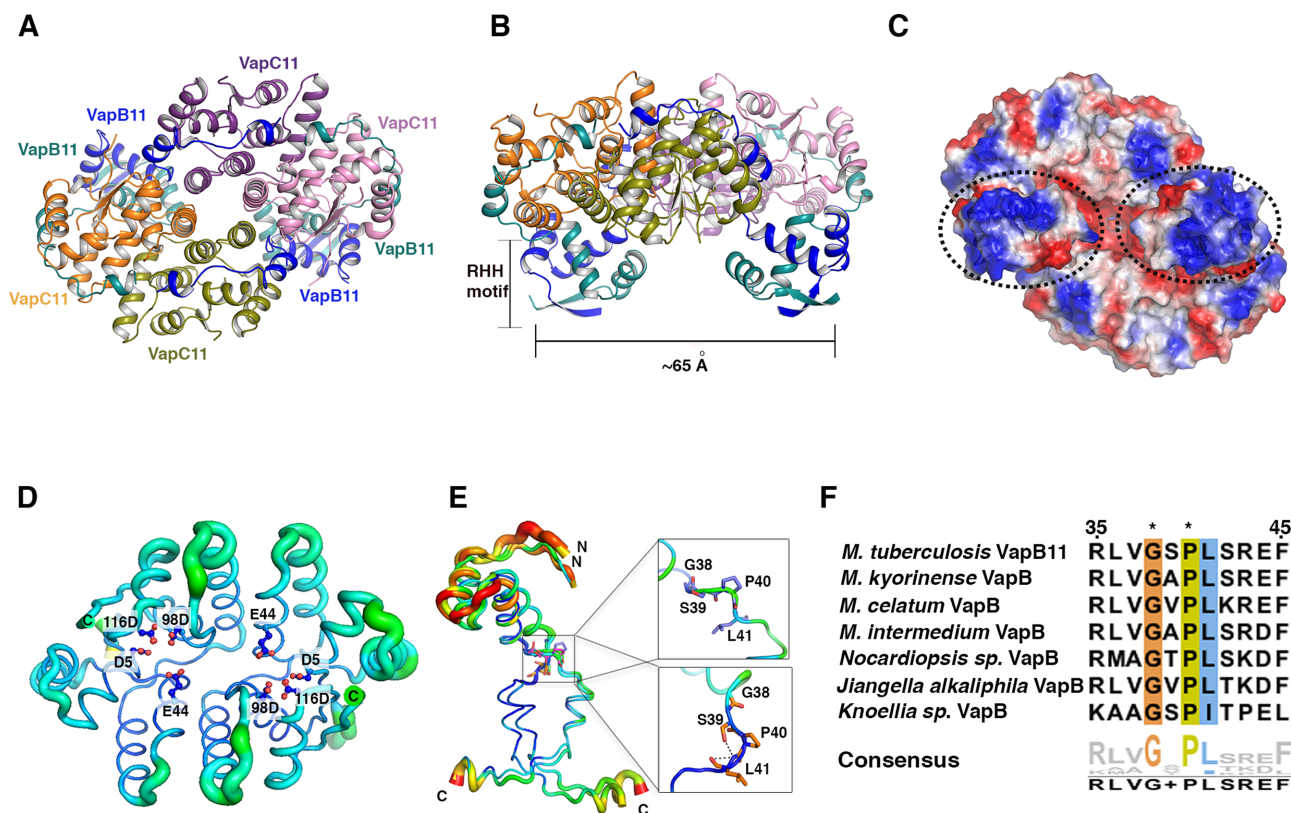 A
B
C
VapC11
VapB11
VapC11
VapB11
VapB11
VapC11
VapB11
VapC11
RHH
motif
~65 Å
D
E
F
116D
98D
E44
C
D5
D5
E44
98D
116D
C
N
N
G38
P40
S39
L41
G38
S39
P40
L41
C
C
35 * * 45
M. tuberculosis VapB11 RLVGSPLSREF
M. kyorinense VapB RLVGAPLSREF
M. celatum VapB RLVGVPLKREF
M. intermedium VapB RLVGAPLSRDF
Nocardiopsis sp. VapB RMAGTPLSKDF
Jiangella alkaliphila VapB RLVGVPLTKDF
Knoellia sp. VapB KAAGSPITPEL
Consensus RLVG PLSREF
RLVG+PLSREF